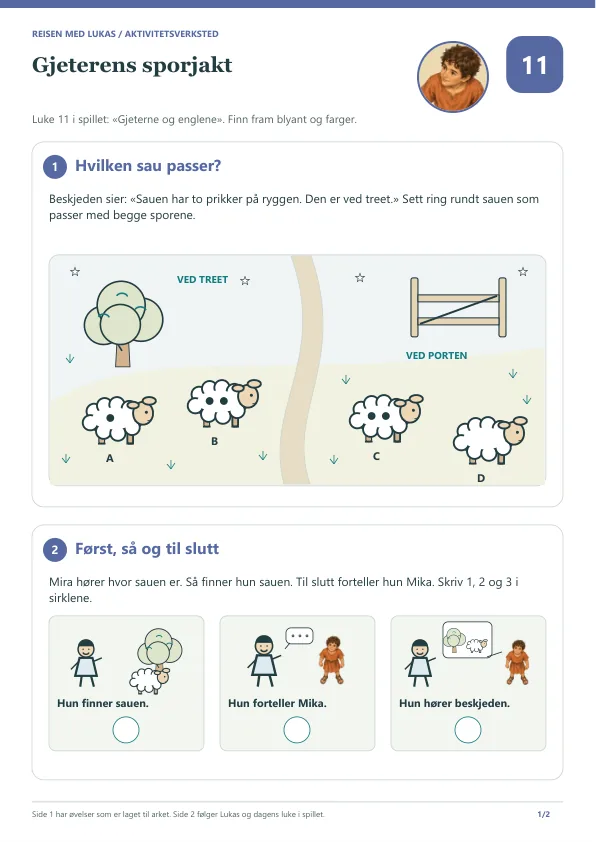 REISEN MED LUKAS / AKTIVITETSVERKSTED
Gjeterens sporjakt
11
Luke 11 i spillet: «Gjeterne og englene». Finn fram blyant og farger.
1 Hvilken sau passer?
Beskjeden sier: «Sauen har to prikker på ryggen. Den er ved treet.» Sett ring rundt sauen som
passer med begge sporene.
VED TREET
VED PORTEN
A
B
C
D
2 Først, så og til slutt
Mira hører hvor sauen er. Så finner hun sauen. Til slutt forteller hun Mika. Skriv 1, 2 og 3 i
sirklene.
Hun finner sauen.
Hun forteller Mika.
Hun hører beskjeden.
Side 1 har øvelser som er laget til arket. Side 2 følger Lukas og dagens luke i spillet.
1/2